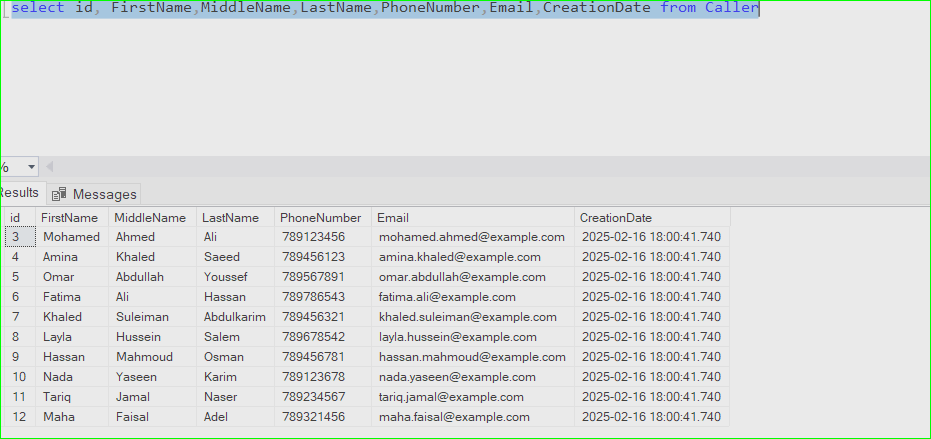 select id, FirstName,MiddleName,LastName,PhoneNumber,Email,CreationDate from Caller
%
Results Messages
id FirstName MiddleName LastName PhoneNumber Email CreationDate
3 Mohamed Ahmed Ali 789123456 mohamed.ahmed@example.com 2025-02-16 18:00:41.740
4 Amina Khaled Saeed 789456123 amina.khaled@example.com 2025-02-16 18:00:41.740
5 Omar Abdullah Youssef 789567891 omar.abdullah@example.com 2025-02-16 18:00:41.740
6 Fatima Ali Hassan 789786543 fatima.ali@example.com 2025-02-16 18:00:41.740
7 Khaled Suleiman Abdulkarim 789456321 khaled.suleiman@example.com 2025-02-16 18:00:41.740
8 Layla Hussein Salem 789678542 layla.hussein@example.com 2025-02-16 18:00:41.740
9 Hassan Mahmoud Osman 789456781 hassan.mahmoud@example.com 2025-02-16 18:00:41.740
10 Nada Yaseen Karim 789123678 nada.yaseen@example.com 2025-02-16 18:00:41.740
11 Tariq Jamal Naser 789234567 tariq.jamal@example.com 2025-02-16 18:00:41.740
12 Maha Faisal Adel 789321456 maha.faisal@example.com 2025-02-16 18:00:41.740